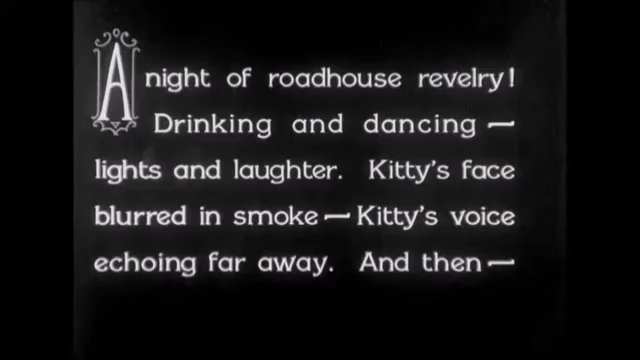 A night of roadhouse revelry!
Drinking and dancing —
lights and laughter. Kitty's face
blurred in smoke — Kitty's voice
echoing far away. And then —